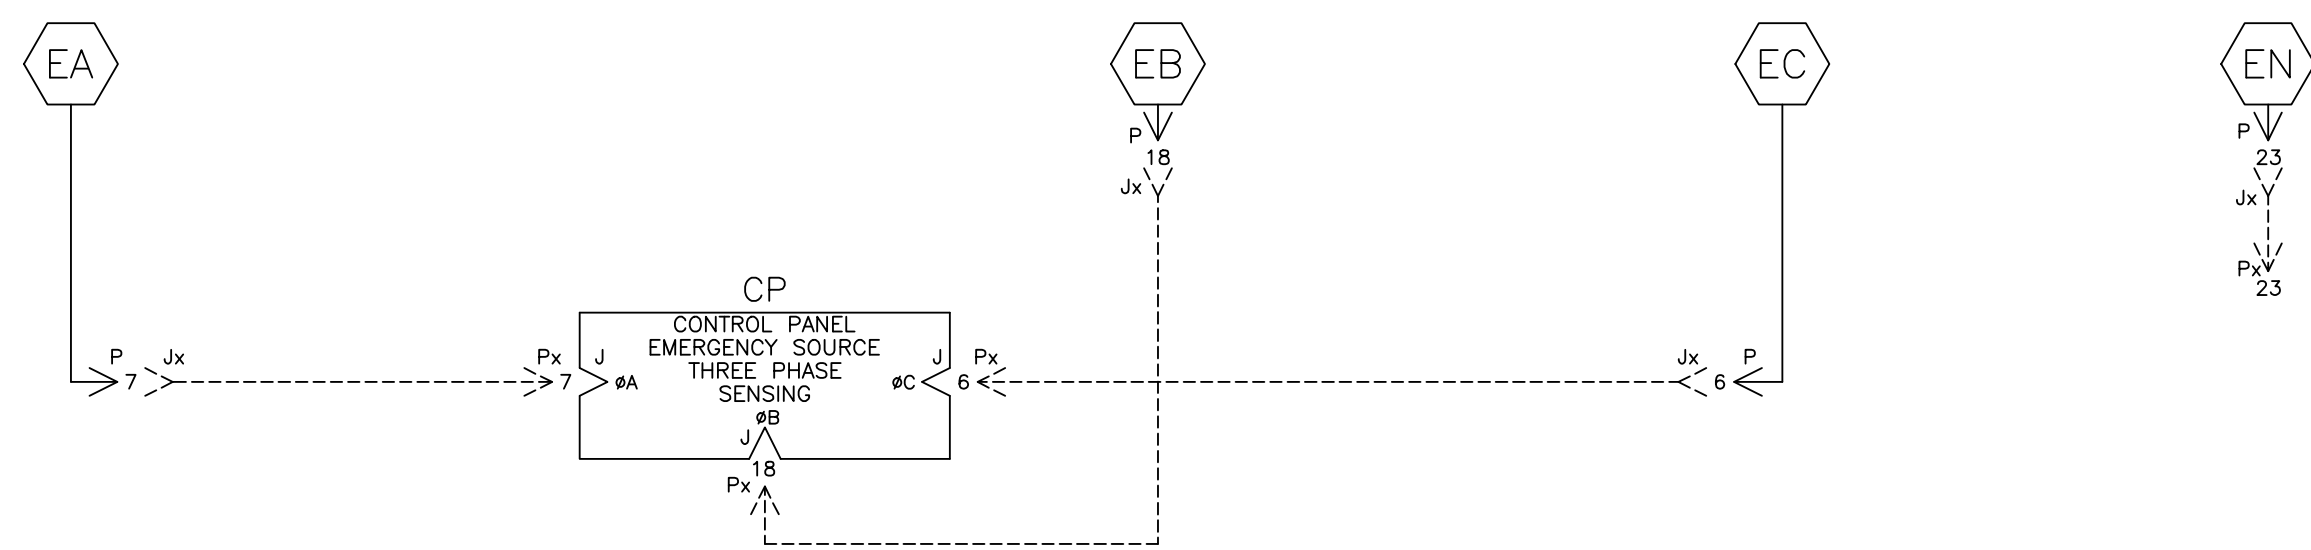 EA
EB
EC
EN
P
18
Jx
P
23
Jx
Px
23
CP
CONTROL PANEL
EMERGENCY SOURCE
THREE PHASE
SENSING
P
7
Jx
Px
7
J
øA
øC
J
6
Px
Jx
6
P
øB
J
18
Px